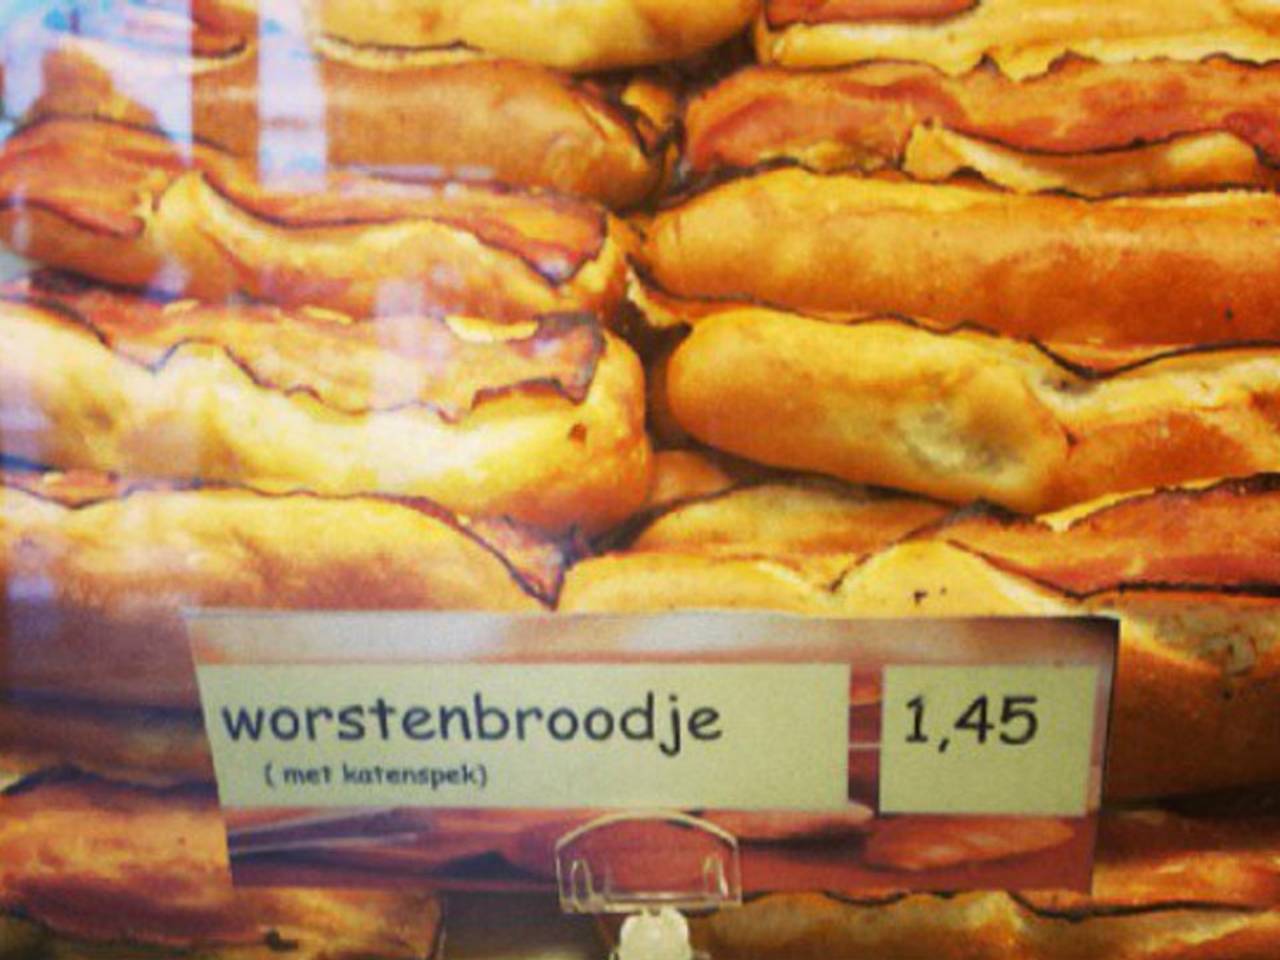 worstenbroodje 1,45
( met katenspek)